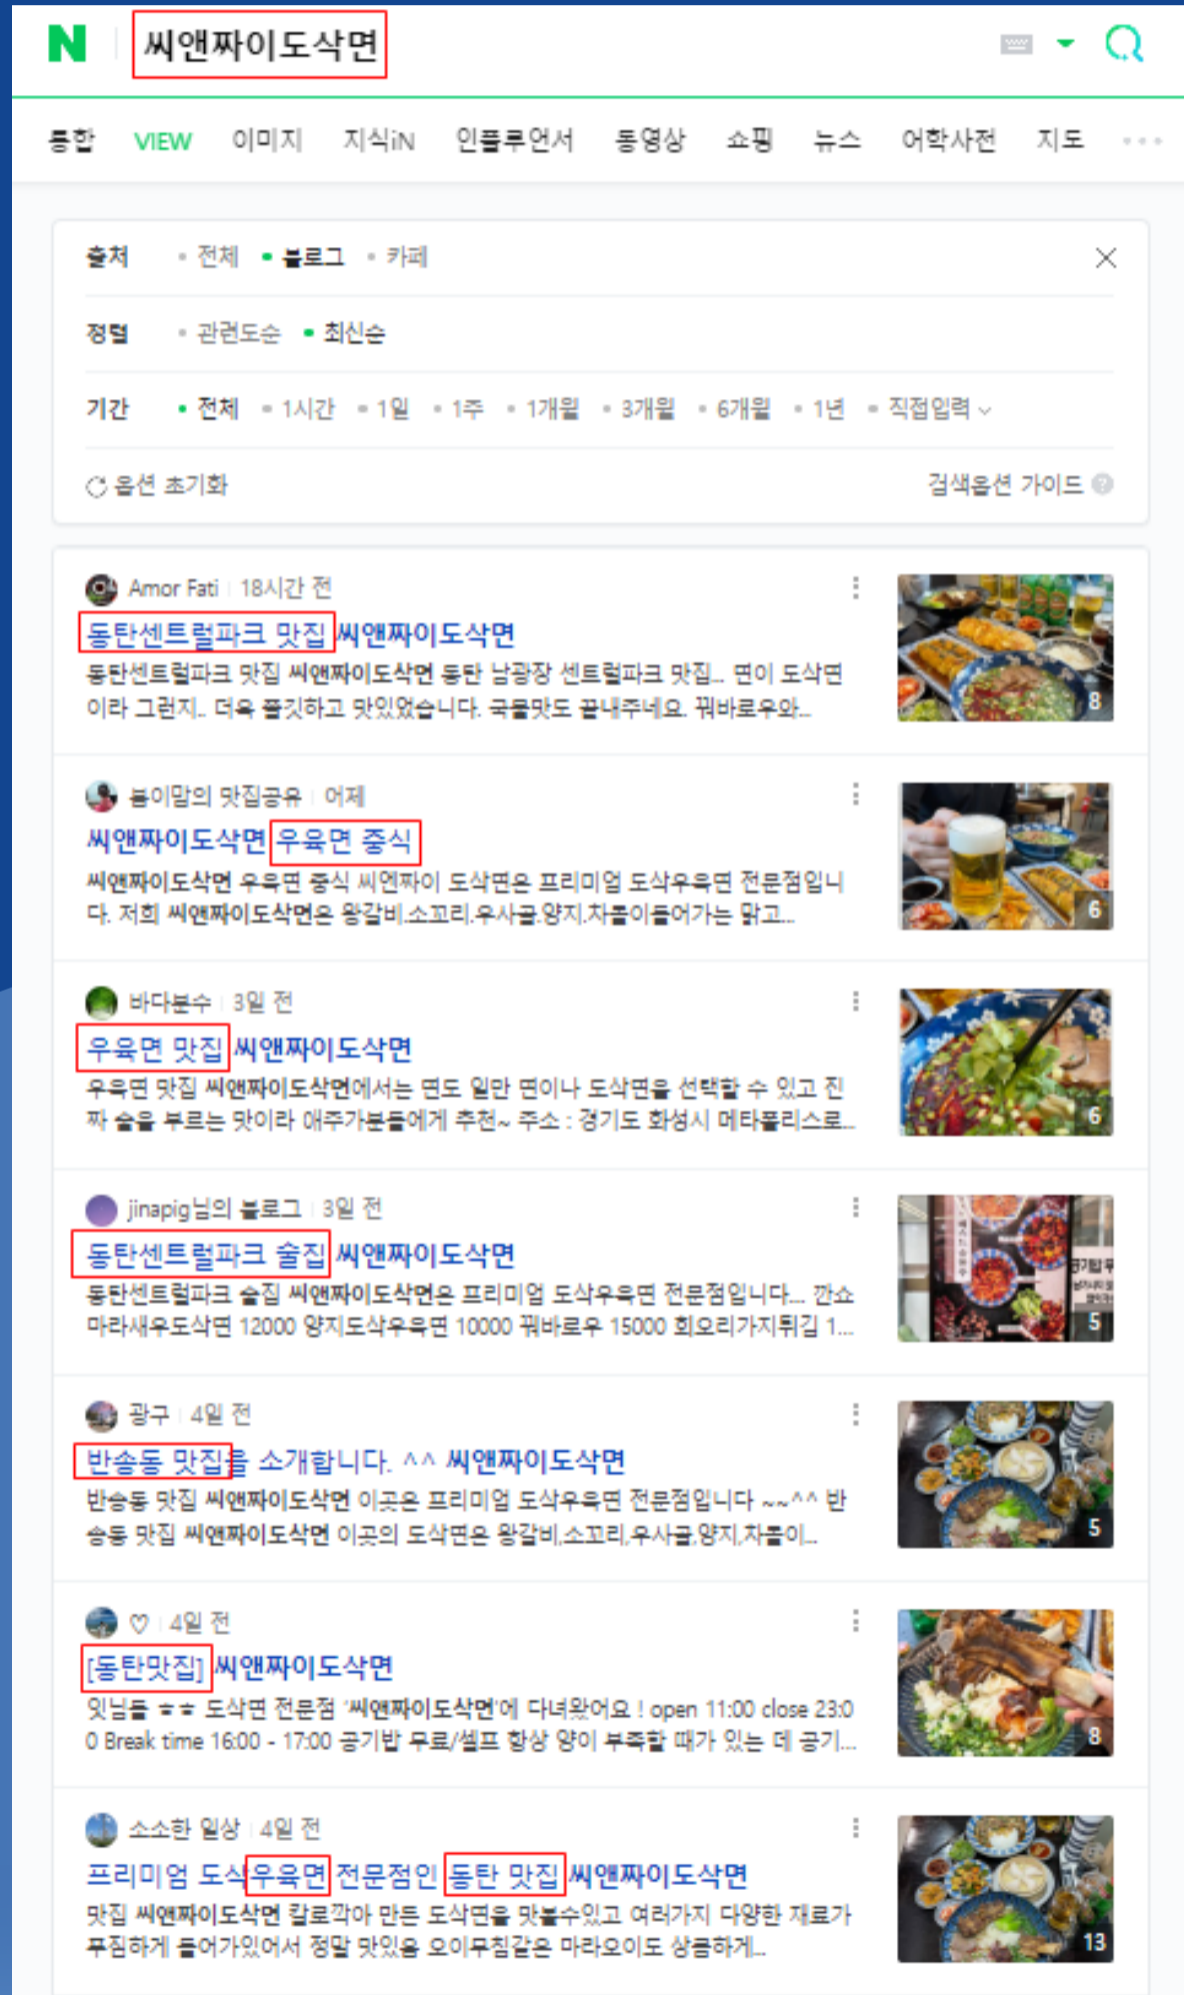 N 씨앤짜이도삭면
통합 VIEW 이미지 지식iN 인플루언서 동영상 쇼핑 뉴스 어학사전 지도
출처 전체 블로그 카페
정렬 관련도순 최신순
기간 전체 1시간 1일 1주 1개월 3개월 6개월 1년 직접입력
옵션 초기화 검색옵션 가이드
Amor Fati 18시간 전
동탄센트럴파크 맛집 씨앤짜이도삭면
동탄센트럴파크 맛집 씨앤짜이도삭면 동탄 남광장 센트럴파크 맛집... 면이 도삭면
이라 그런지.. 더욱 쫄깃하고 맛있었습니다. 국물맛도 끝내주네요. 꿔바로우와...
8
봄이맘의 맛집공유 어제
씨앤짜이도삭면 우육면 중식
씨앤짜이도삭면 우육면 중식 씨엔짜이 도삭면은 프리미엄 도삭우육면 전문점입니
다. 저희 씨앤짜이도삭면은 왕갈비.소꼬리.우사골.양지.차돌이들어가는 맑고...
6
바다분수 3일 전
우육면 맛집 씨앤짜이도삭면
우육면 맛집 씨앤짜이도삭면에서는 면도 일만 면이나 도삭면을 선택할 수 있고 진
짜 술을 부르는 맛이라 애주가분들에게 추천~ 주소 : 경기도 화성시 메타폴리스로...
6
jinapig님의 블로그 3일 전
동탄센트럴파크 술집 씨앤짜이도삭면
동탄센트럴파크 술집 씨앤짜이도삭면은 프리미엄 도삭우육면 전문점입니다.... 깐쇼
마라새우도삭면 12000 양지도삭우육면 10000 꿔바로우 15000 회오리가지튀김 1...
5
광구 4일 전
반송동 맛집을 소개합니다. ^^ 씨앤짜이도삭면
반송동 맛집 씨앤짜이도삭면 이곳은 프리미엄 도삭우육면 전문점입니다 ~~^^ 반
송동 맛집 씨앤짜이도삭면 이곳의 도삭면은 왕갈비,소꼬리,우사골,양지,차돌이...
5
♡ 4일 전
[동탄맛집] 씨앤짜이도삭면
잇님들 ㅎㅎ 도삭면 전문점 '씨앤짜이도삭면'에 다녀왔어요 ! open 11:00 close 23:0
0 Break time 16:00 - 17:00 공기밥 무료/셀프 항상 양이 부족할 때가 있는 데 공기...
8
소소한 일상 4일 전
프리미엄 도삭우육면 전문점인 동탄 맛집 씨앤짜이도삭면
맛집 씨앤짜이도삭면 칼로깍아 만든 도삭면을 맛볼수있고 여러가지 다양한 재료가
푸짐하게 들어가있어서 정말 맛있음 오이무침같은 마라오이도 상큼하게...
13